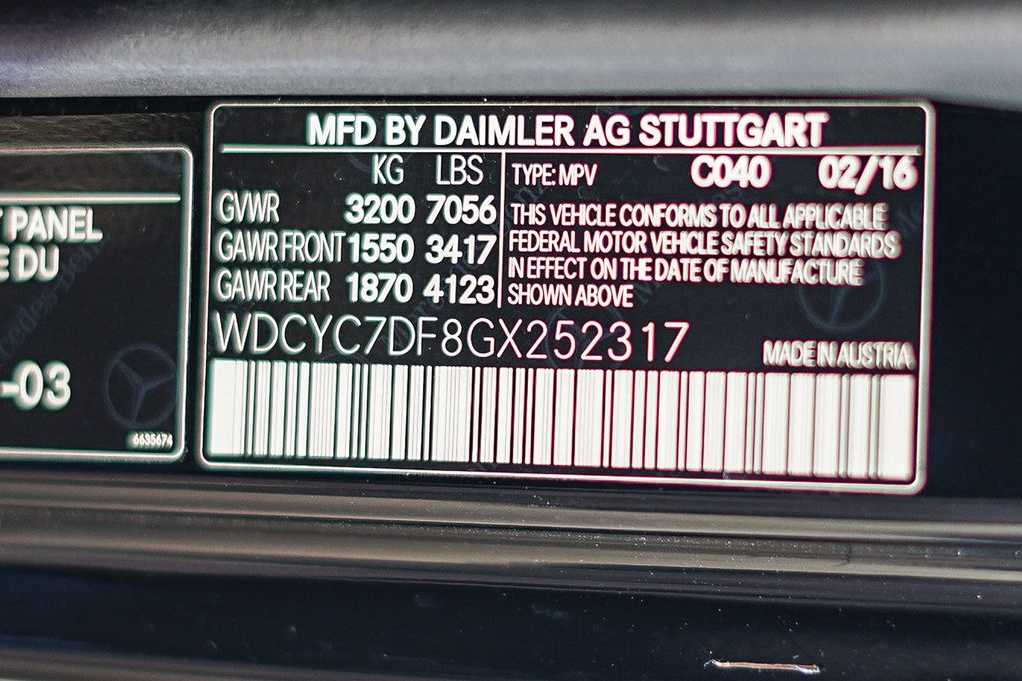 PANEL
DU
-03
6635674
MFD BY DAIMLER AG STUTTGART
KG LBS
GVWR 3200 7056
GAWR FRONT 1550 3417
GAWR REAR 1870 4123
TYPE: MPV C040 02/16
THIS VEHICLE CONFORMS TO ALL APPLICABLE
FEDERAL MOTOR VEHICLE SAFETY STANDARDS
IN EFFECT ON THE DATE OF MANUFACTURE
SHOWN ABOVE
WDCYC7DF8GX252317
MADE IN AUSTRIA